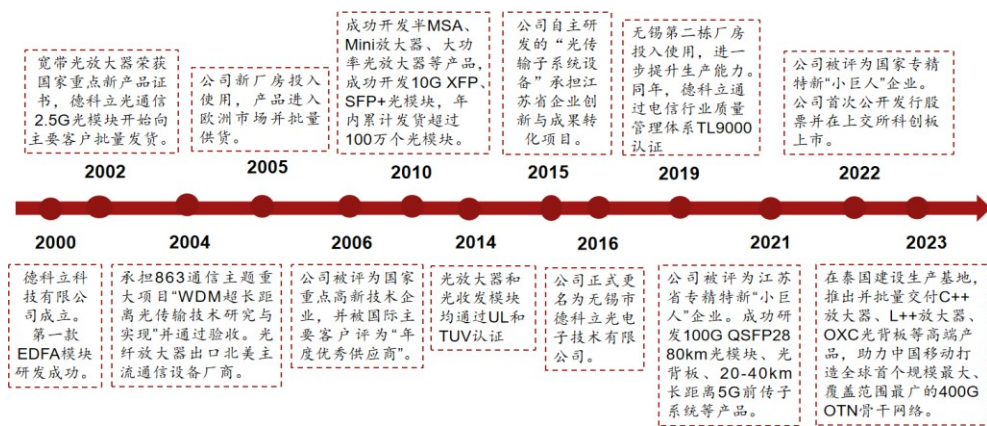 宽带光放大器荣获
国家重点新产品证
书，德科立光通信
2.5G光模块开始向
主要客户批量发货。
2002
公司新厂房投入
使用，产品进入
欧洲市场并批量
供货。
2005
成功开发半MSA、
Mini放大器、大功
率光放大器等产品，
成功开发10G XFP、
SFP+光模块，年
内累计发货超过
100万个光模块。
2010
公司自主研
发的“光传
输子系统设
备”承担江
苏省企业创
新与成果转
化项目。
2015
无锡第二栋厂房
投入使用，进一
步提升生产能力。
同年，德科立通
过电信行业质量
管理体系TL9000
认证
2019
公司被评为国家专精
特新“小巨人”企业。
公司首次公开发行股
票并在上交所科创板
上市。
2022
2000
德科立科
技有限公
司成立。
第一款
EDFA模块
研发成功。
2004
承担863通信主题重
大项目“WDM超长距
离光传输技术研究与
实现”并通过验收。光
纤放大器出口北美主
流通信设备厂商。
2006
公司被评为国家
重点高新技术企
业，并被国际主
要客户评为“年
度优秀供应商”。
2014
光放大器和
光收发模块
均通过UL和
TUV认证
2016
公司正式更
名为无锡市
德科立光电
子技术有限
公司。
2021
公司被评为江苏
省专精特新“小巨
人”企业。成功研
发100G QSFP28
80km光模块、光
背板、20-40km
长距离5G前传子
系统等产品。
2023
在泰国建设生产基地，
推出并批量交付C++
放大器、L++放大器、
OXC光背板等高端产
品，助力中国移动打
造全球首个规模最大、
覆盖范围最广的400G
OTN骨干网络。